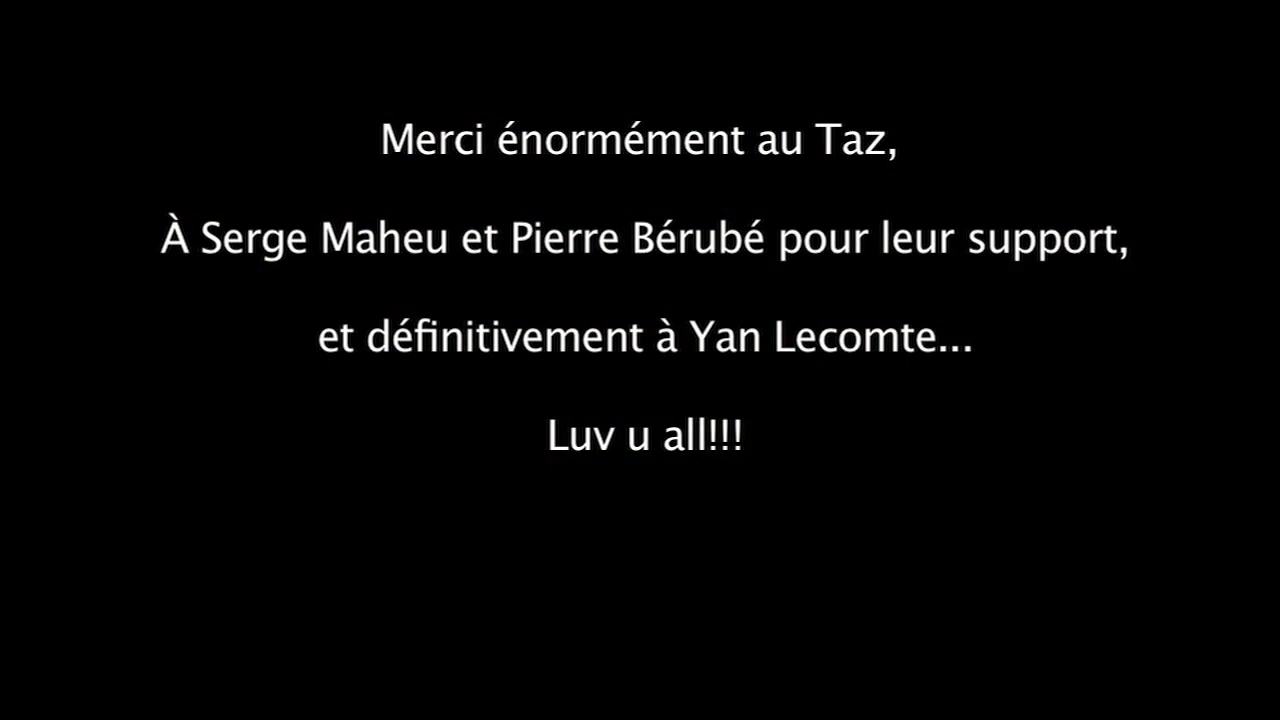 Merci énormément au Taz,
À Serge Maheu et Pierre Bérubé pour leur support,
et définitivement à Yan Lecomte...
Luv u all!!!